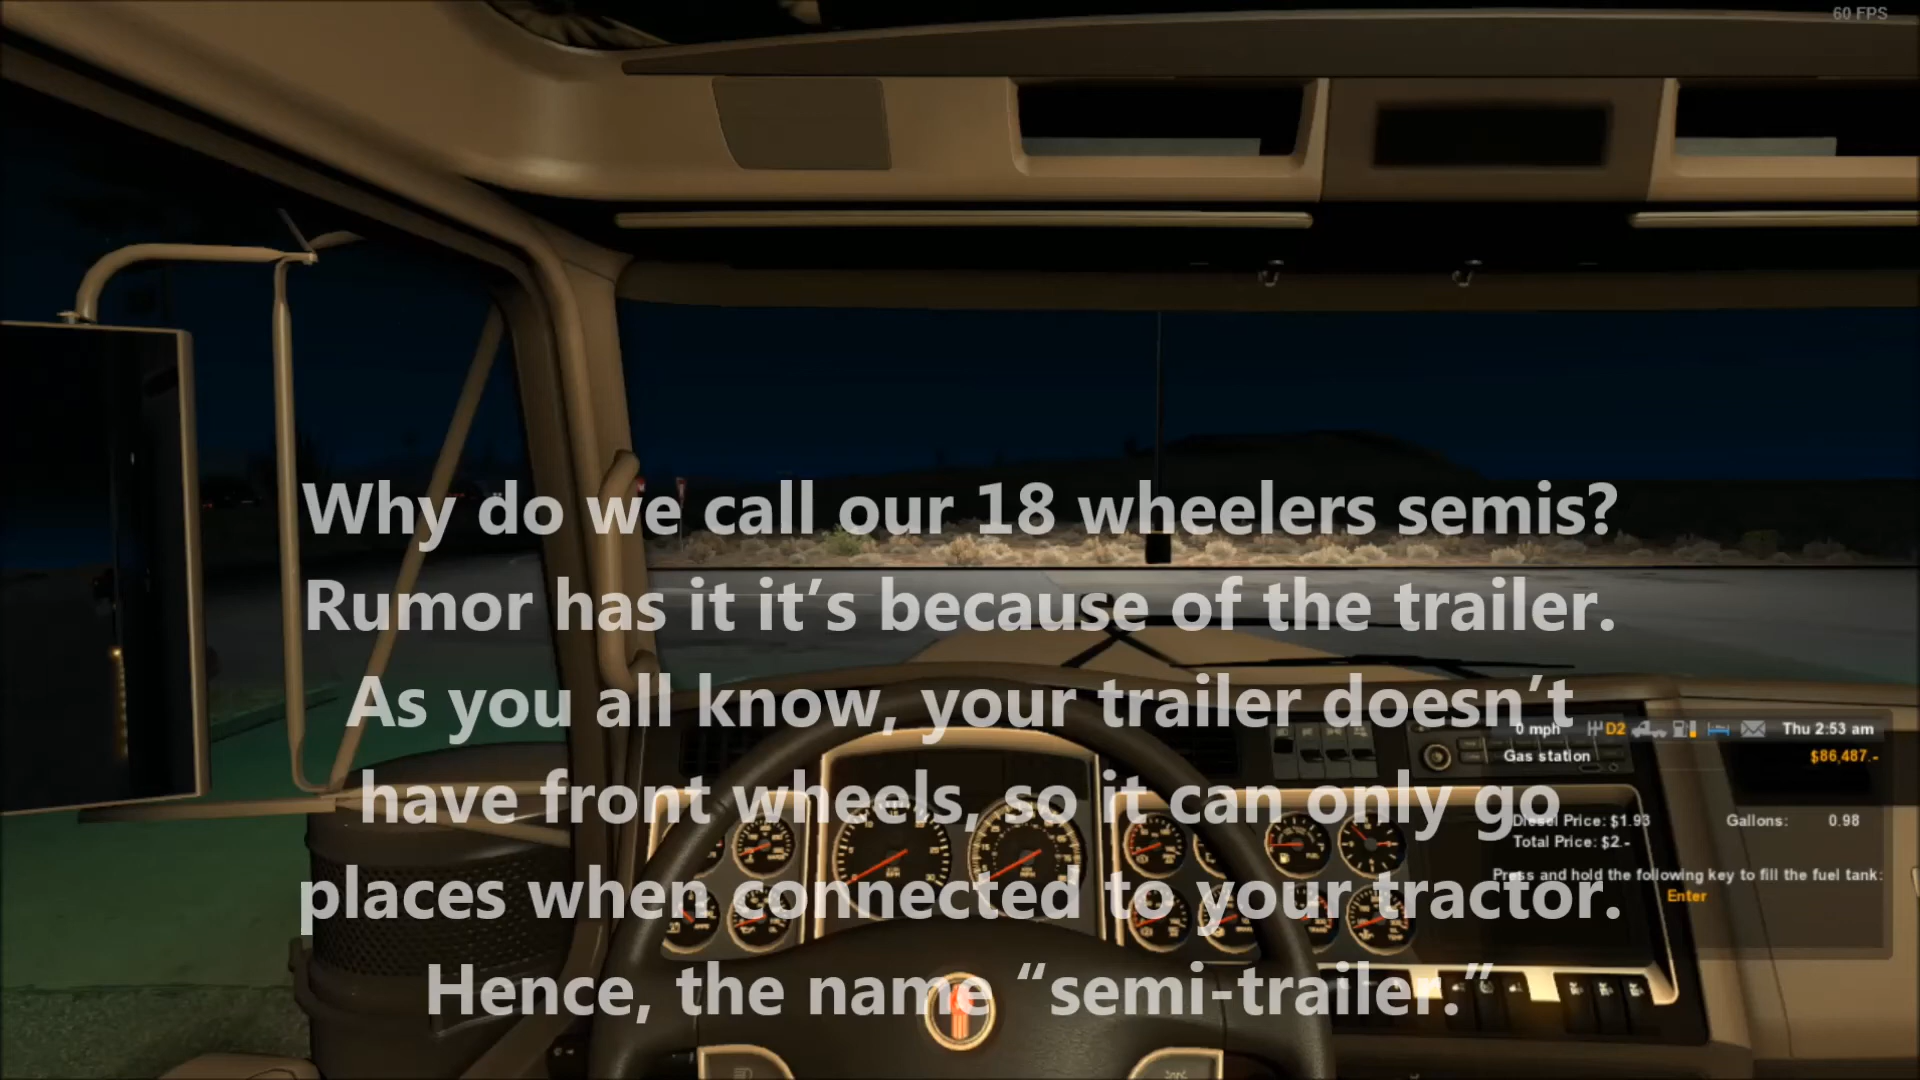 60 FPS
Why do we call our 18 wheelers semis?
Rumor has it it’s because of the trailer.
As you all know, your trailer doesn’t
have front wheels, so it can only go
places when connected to your tractor.
Hence, the name “semi-trailer.”
0 mph D2 Thu 2:53 am
Gas station $86,487.-
Diesel Price: $1.93 Gallons: 0.98
Total Price: $2.-
Press and hold the following key to fill the fuel tank:
Enter